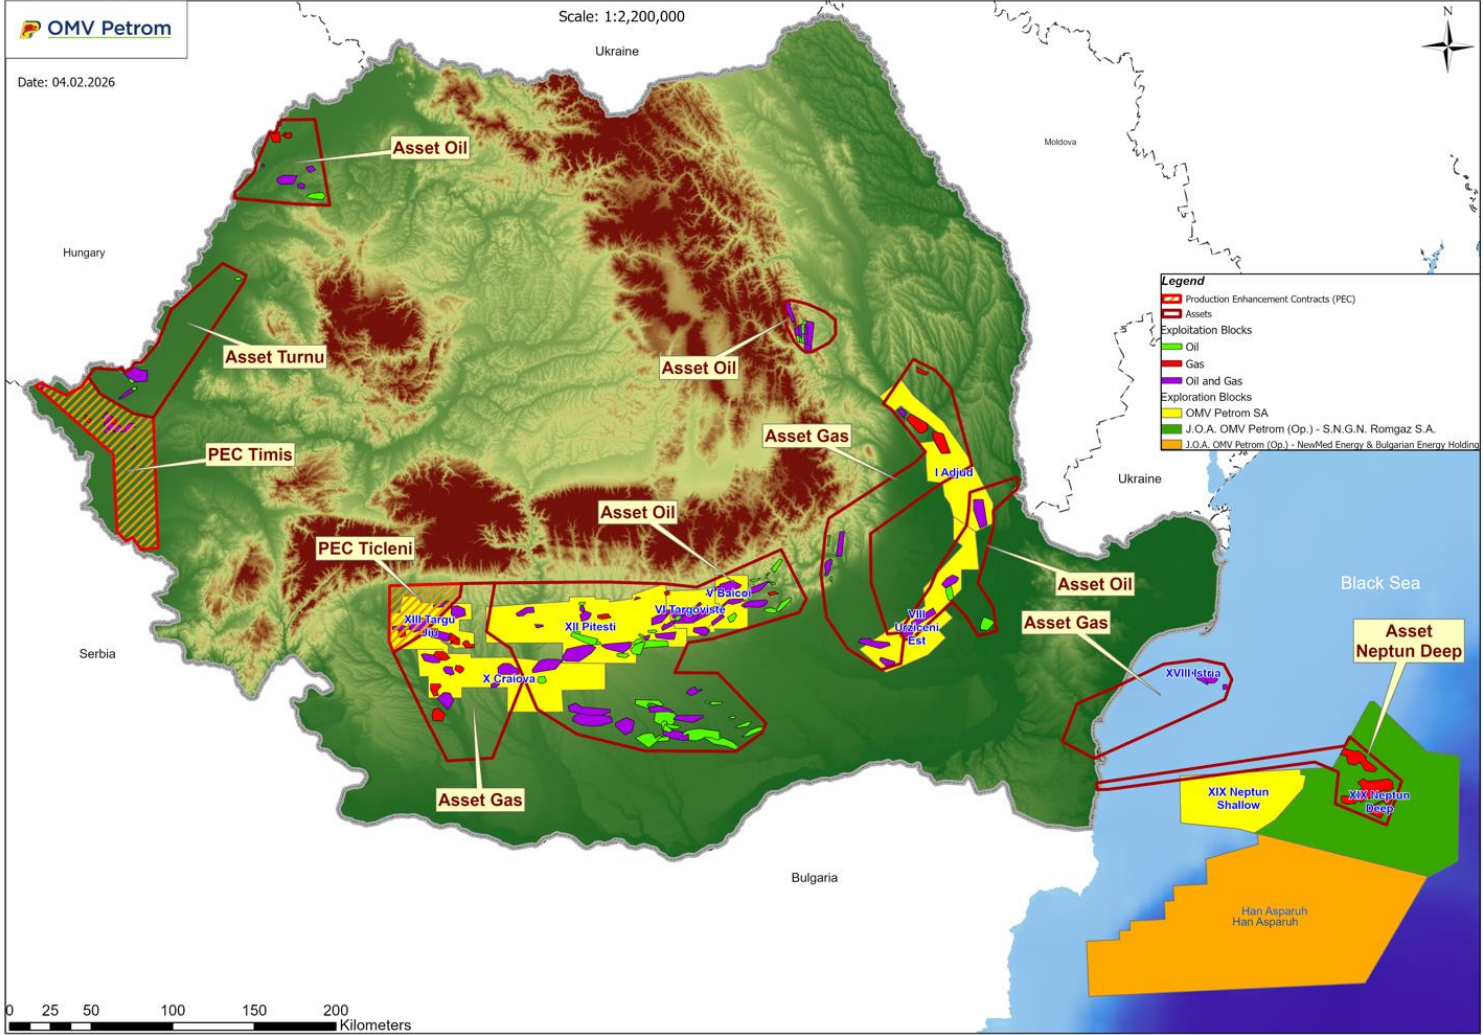 OMV Petrom
Scale: 1:2,200,000
N
Date: 04.02.2026
Ukraine
Moldova
Asset Oil
Hungary
Legend
Production Enhancement Contracts (PEC)
Assets
Exploitation Blocks
Oil
Gas
Oil and Gas
Exploration Blocks
OMV Petrom SA
J.O.A. OMV Petrom (Op.) - S.N.G.N. Romgaz S.A.
J.O.A. OMV Petrom (Op.) - NewMed Energy & Bulgarian Energy Holding
Asset Turnu
Asset Oil
Asset Gas
PEC Timis
I Adjud
Ukraine
Asset Oil
PEC Ticleni
Asset Oil
Black Sea
V Baicoi
VI Targoviste
XII Pitesti
XIII Targu
Jiu
VIII
Urziceni
Est
Asset Gas
Asset
Neptun Deep
Serbia
X Craiova
XVIII Istria
Asset Gas
XIX Neptun
Shallow
XIX Neptun
Deep
Bulgaria
Han Asparuh
Han Asparuh
0 25 50 100 150 200
Kilometers